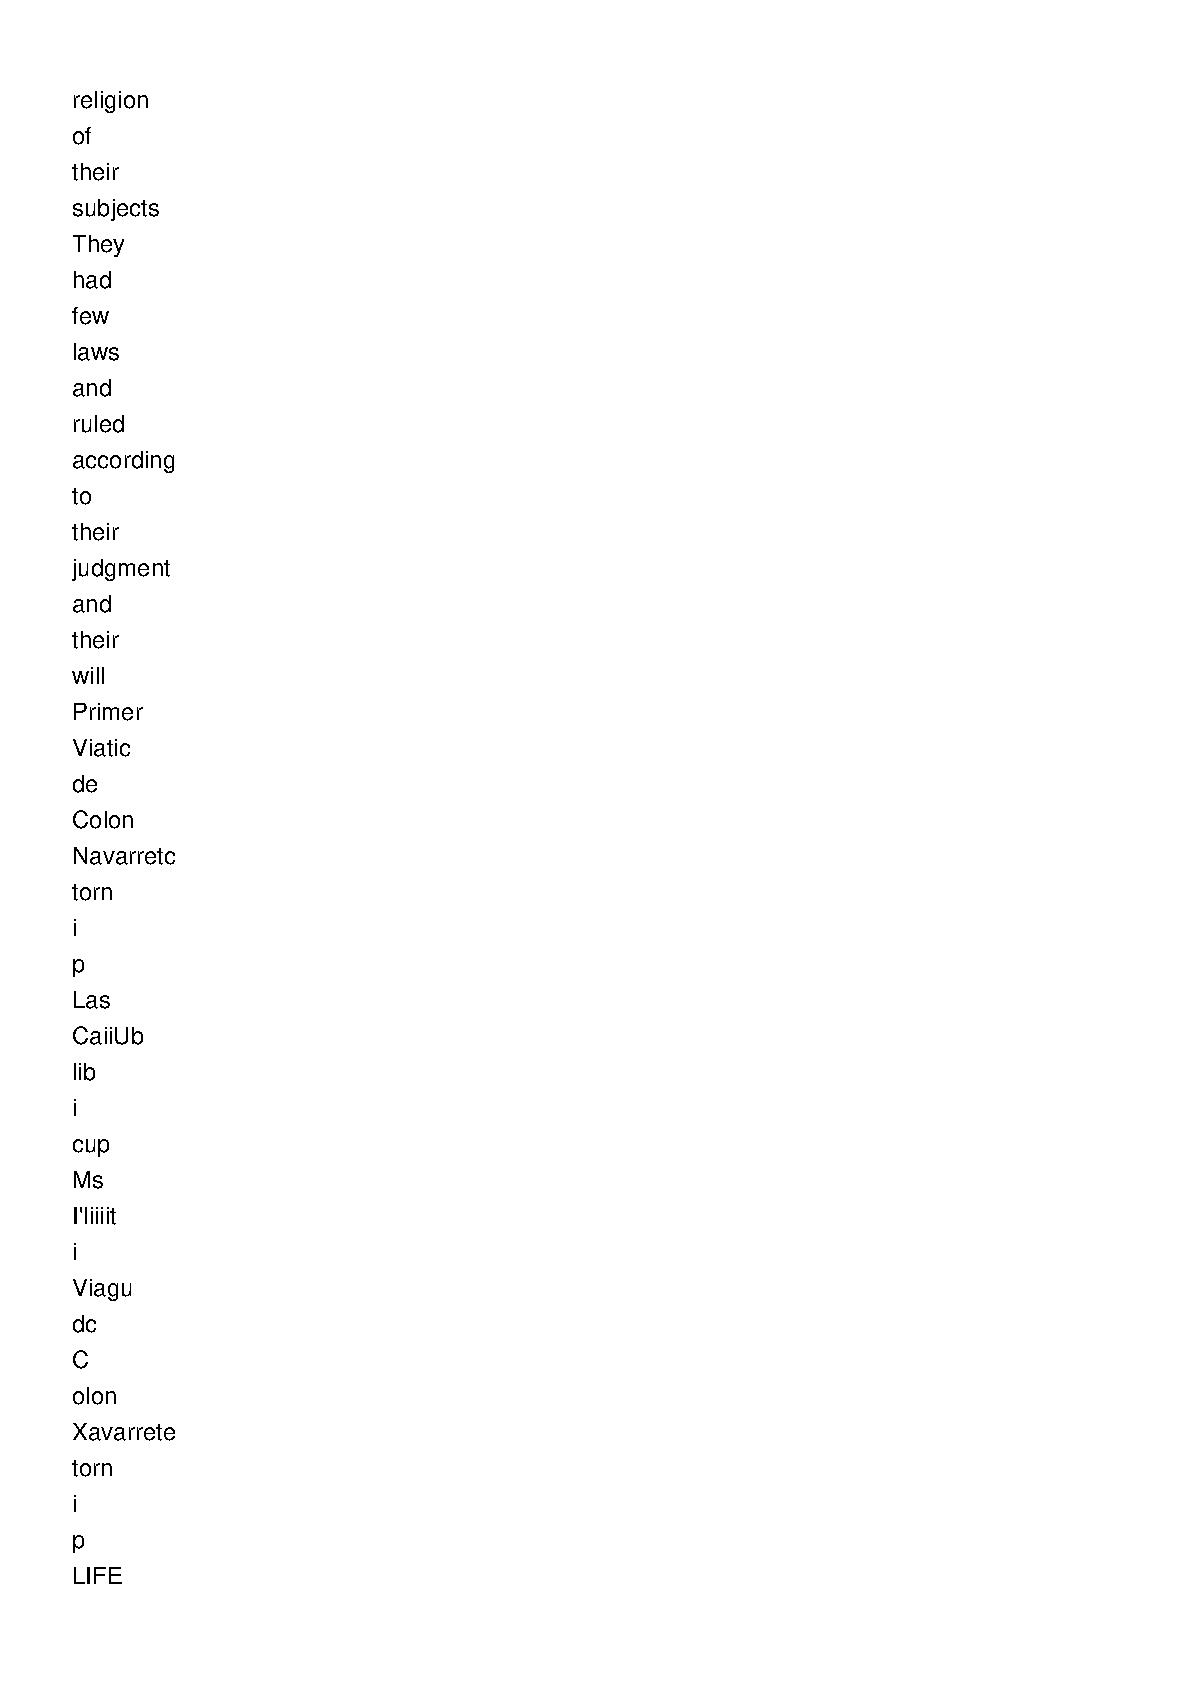 religion
of
their
subjects
They
had
few
laws
and
ruled
according
to
their
judgment
and
their
will
Primer
Viatic
de
Colon
Navarretc
torn
i
p
Las
CaiiUb
lib
i
cup
Ms
I'liiiit
i
Viagu
dc
C
olon
Xavarrete
torn
i
p
LIFE